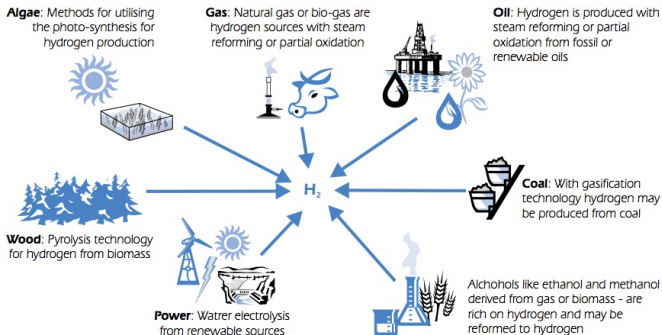 Algae: Methods for utilising
the photo-synthesis for
hydrogen production
Gas: Natural gas or bio-gas are
hydrogen sources with steam
reforming or partial oxidation
Oil: Hydrogen is produced with
steam reforming or partial
oxidation from fossil or
renewable oils
H₂
Coal: With gasification
technology hydrogen may
be produced from coal
Wood: Pyrolysis technology
for hydrogen from biomass
Power: Watrer electrolysis
from renewable sources
Alchohols like ethanol and methanol
derived from gas or biomass - are
rich on hydrogen and may be
reformed to hydrogen